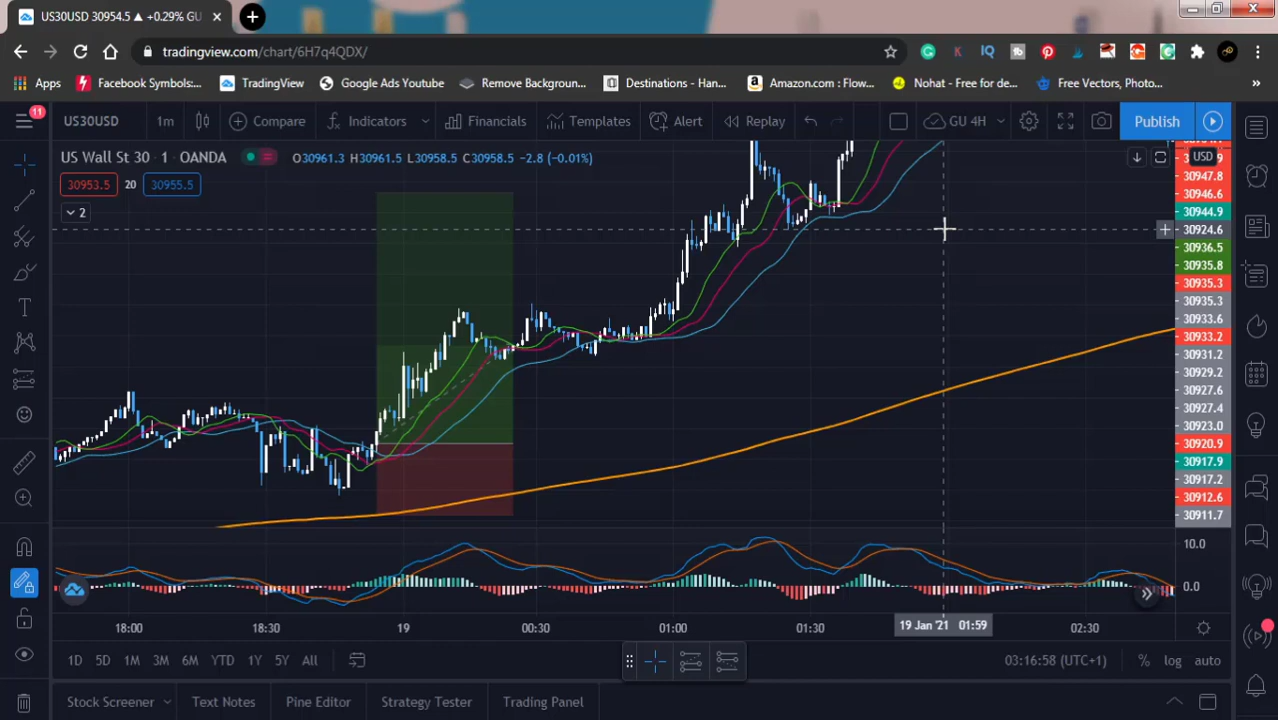 US30USD 30954.5 ▲ +0.29% GU
tradingview.com/chart/6H7q4QDX/
Apps Facebook Symbols... TradingView Google Ads Youtube Remove Backgroun... Destinations - Han... Amazon.com : Flow... Nohat - Free for de... Free Vectors, Photo... »
11 US30USD 1m Compare Indicators Financials Templates Alert Replay GU 4H Publish
US Wall St 30 · 1 · OANDA O30961.3 H30961.5 L30958.5 C30958.5 −2.8 (−0.01%) USD
30953.5 20 30955.5
2
30947.8
30946.6
30944.9
30924.6
30936.5
30935.8
30935.3
30935.3
30933.6
30933.2
30931.2
30929.2
30927.6
30927.4
30923.0
30920.9
30917.9
30917.2
30912.6
30911.7
10.0
0.0
18:00 18:30 19 00:30 01:00 01:30 19 Jan '21 01:59 02:30
1D 5D 1M 3M 6M YTD 1Y 5Y All 03:16:58 (UTC+1) % log auto
Stock Screener Text Notes Pine Editor Strategy Tester Trading Panel